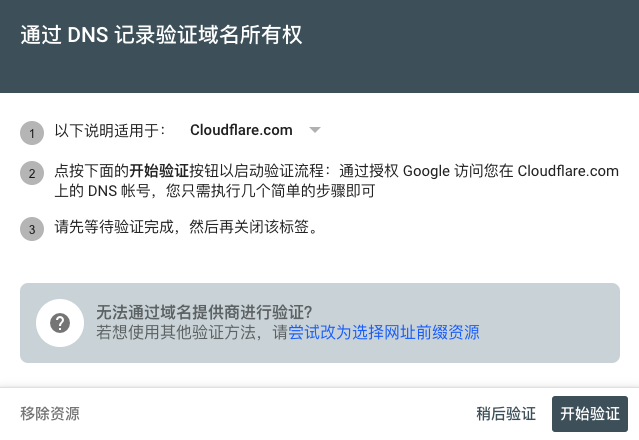 通过 DNS 记录验证域名所有权
1 以下说明适用于： Cloudflare.com
2 点按下面的开始验证按钮以启动验证流程：通过授权 Google 访问您在 Cloudflare.com
上的 DNS 帐号，您只需执行几个简单的步骤即可
3 请先等待验证完成，然后再关闭该标签。
无法通过域名提供商进行验证?
若想使用其他验证方法，请尝试改为选择网址前缀资源
移除资源 稍后验证 开始验证